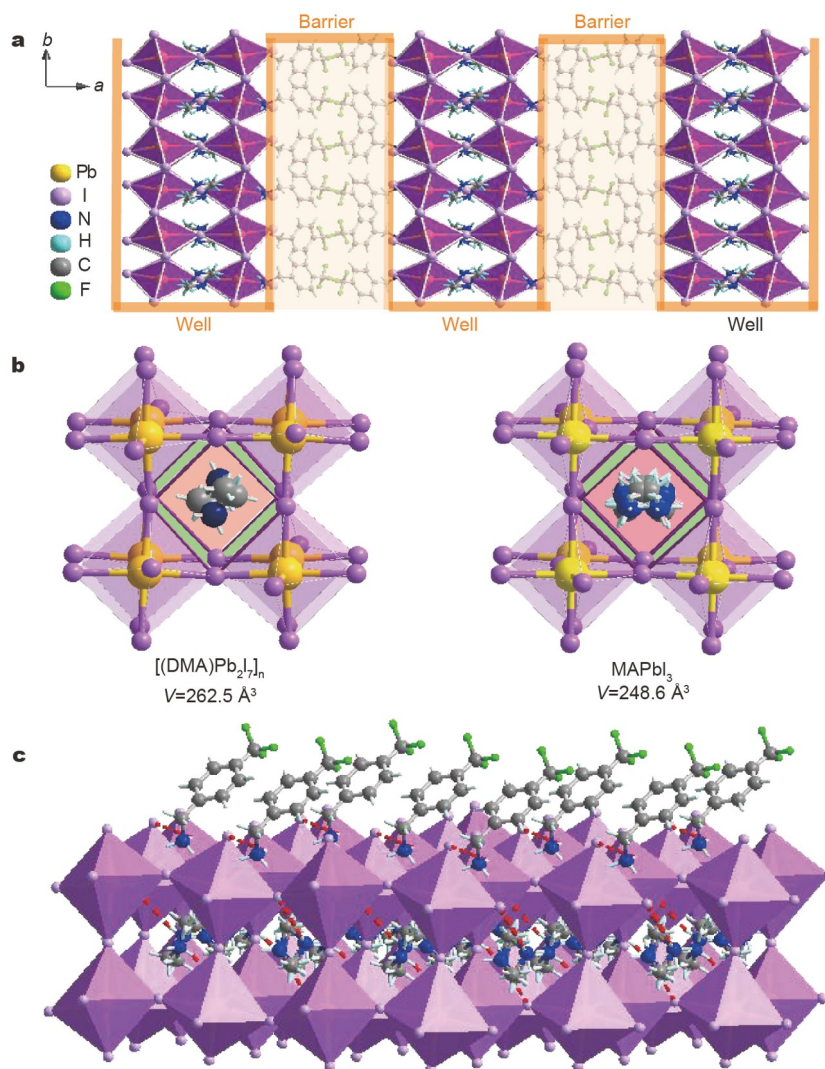 a
b
a
Barrier
Barrier
Pb
I
N
H
C
F
Well
Well
Well
b
[(DMA)Pb₂I₇]ₙ
V=262.5 Å³
MAPbI₃
V=248.6 Å³
c